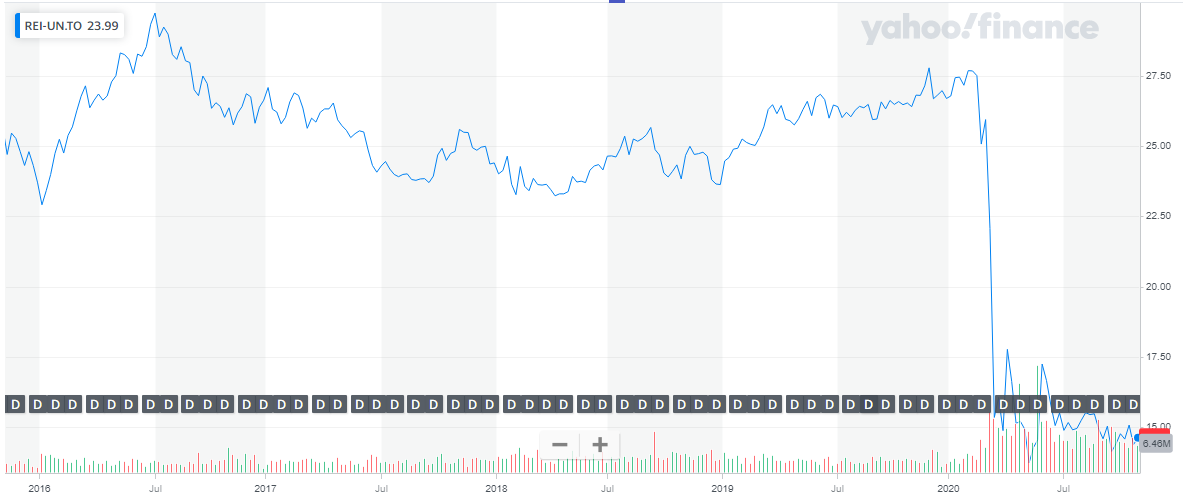 REI-UN.TO 23.99
yahoo!finance
27.50
25.00
22.50
20.00
17.50
D D D D D D D D D D D D D D D D D D D D D D D D D D D D D D D D D D D D D D D D D D D D D D D D D D D D D D D D D D D D
15.00
6.46M
2016 Jul 2017 Jul 2018 Jul 2019 Jul 2020 Jul